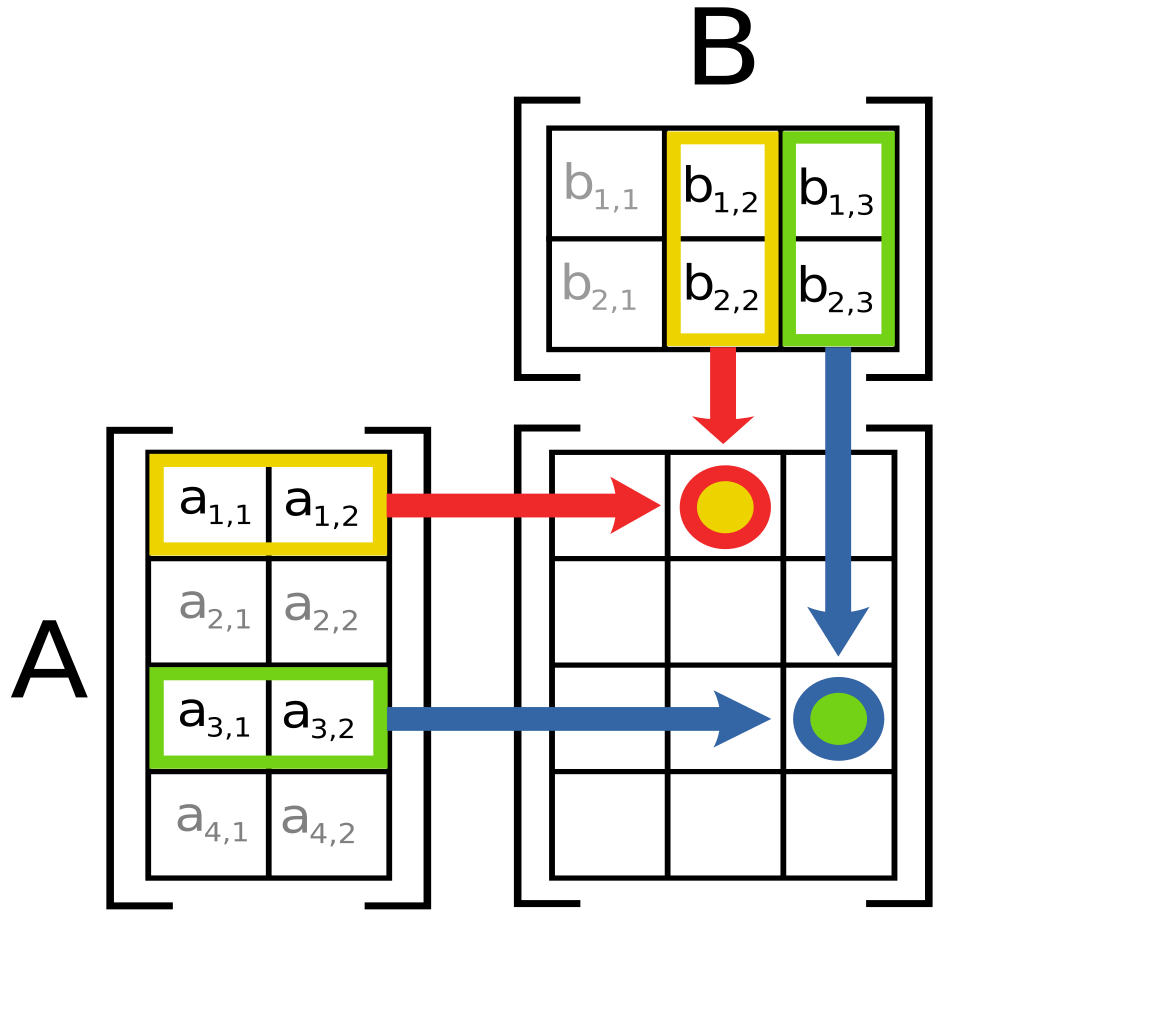 B
b1,1 b1,2 b1,3
b2,1 b2,2 b2,3
A
a1,1 a1,2
a2,1 a2,2
a3,1 a3,2
a4,1 a4,2